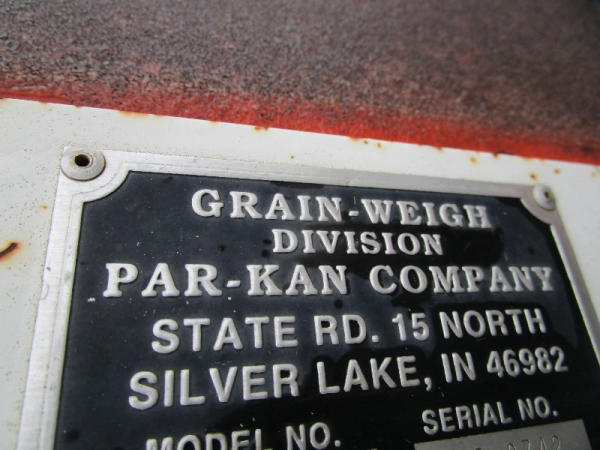 GRAIN-WEIGH
DIVISION
PAR-KAN COMPANY
STATE RD. 15 NORTH
SILVER LAKE, IN 46982
MODEL NO. SERIAL NO.